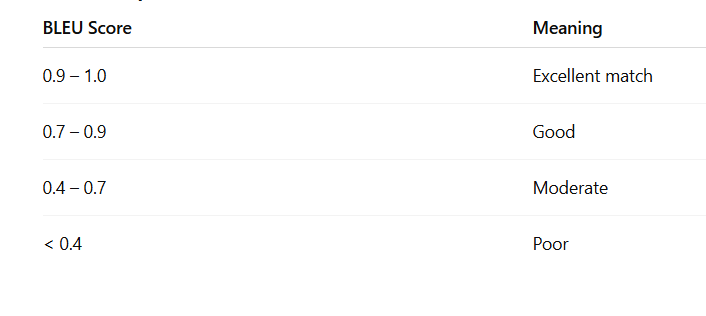 BLEU Score Meaning
0.9 – 1.0 Excellent match
0.7 – 0.9 Good
0.4 – 0.7 Moderate
< 0.4 Poor